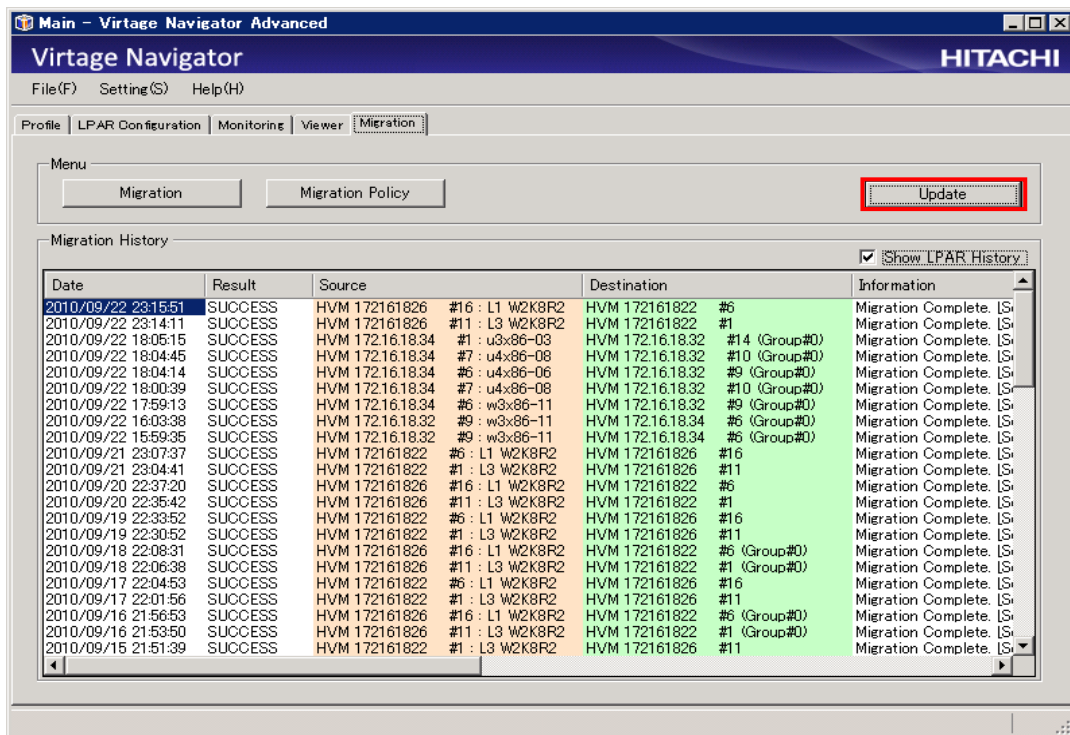 Main - Virtage Navigator Advanced
Virtage Navigator HITACHI
File(F) Setting(S) Help(H)
Profile LPAR Configuration Monitoring Viewer Migration
Menu
Migration Migration Policy Update
Migration History
Show LPAR History
Date Result Source Destination Information
2010/09/22 23:15:51 SUCCESS HVM 172161826 #16 : L1 W2K8R2 HVM 172161822 #6 Migration Complete. [S
2010/09/22 23:14:11 SUCCESS HVM 172161826 #11 : L3 W2K8R2 HVM 172161822 #1 Migration Complete. [S
2010/09/22 18:05:15 SUCCESS HVM 172.16.18.34 #1 : u3x86-03 HVM 172.16.18.32 #14 (Group#0) Migration Complete. [S
2010/09/22 18:04:45 SUCCESS HVM 172.16.18.34 #7 : u4x86-08 HVM 172.16.18.32 #10 (Group#0) Migration Complete. [S
2010/09/22 18:04:14 SUCCESS HVM 172.16.18.34 #6 : u4x86-06 HVM 172.16.18.32 #9 (Group#0) Migration Complete. [S
2010/09/22 18:00:39 SUCCESS HVM 172.16.18.34 #7 : u4x86-08 HVM 172.16.18.32 #10 (Group#0) Migration Complete. [S
2010/09/22 17:59:13 SUCCESS HVM 172.16.18.34 #6 : w3x86-11 HVM 172.16.18.32 #9 (Group#0) Migration Complete. [S
2010/09/22 16:03:38 SUCCESS HVM 172.16.18.32 #9 : w3x86-11 HVM 172.16.18.34 #6 (Group#0) Migration Complete. [S
2010/09/22 15:59:35 SUCCESS HVM 172.16.18.32 #9 : w3x86-11 HVM 172.16.18.34 #6 (Group#0) Migration Complete. [S
2010/09/21 23:07:37 SUCCESS HVM 172161822 #6 : L1 W2K8R2 HVM 172161826 #16 Migration Complete. [S
2010/09/21 23:04:41 SUCCESS HVM 172161822 #1 : L3 W2K8R2 HVM 172161826 #11 Migration Complete. [S
2010/09/20 22:37:20 SUCCESS HVM 172161826 #16 : L1 W2K8R2 HVM 172161822 #6 Migration Complete. [S
2010/09/20 22:35:42 SUCCESS HVM 172161826 #11 : L3 W2K8R2 HVM 172161822 #1 Migration Complete. [S
2010/09/19 22:33:52 SUCCESS HVM 172161822 #6 : L1 W2K8R2 HVM 172161826 #16 Migration Complete. [S
2010/09/19 22:30:52 SUCCESS HVM 172161822 #1 : L3 W2K8R2 HVM 172161826 #11 Migration Complete. [S
2010/09/18 22:08:31 SUCCESS HVM 172161826 #16 : L1 W2K8R2 HVM 172161822 #6 (Group#0) Migration Complete. [S
2010/09/18 22:06:38 SUCCESS HVM 172161826 #11 : L3 W2K8R2 HVM 172161822 #1 (Group#0) Migration Complete. [S
2010/09/17 22:04:53 SUCCESS HVM 172161822 #6 : L1 W2K8R2 HVM 172161826 #16 Migration Complete. [S
2010/09/17 22:01:56 SUCCESS HVM 172161822 #1 : L3 W2K8R2 HVM 172161826 #11 Migration Complete. [S
2010/09/16 21:56:53 SUCCESS HVM 172161826 #16 : L1 W2K8R2 HVM 172161822 #6 (Group#0) Migration Complete. [S
2010/09/16 21:53:50 SUCCESS HVM 172161826 #11 : L3 W2K8R2 HVM 172161822 #1 (Group#0) Migration Complete. [S
2010/09/15 21:51:39 SUCCESS HVM 172161822 #1 : L3 W2K8R2 HVM 172161826 #11 Migration Complete. [S